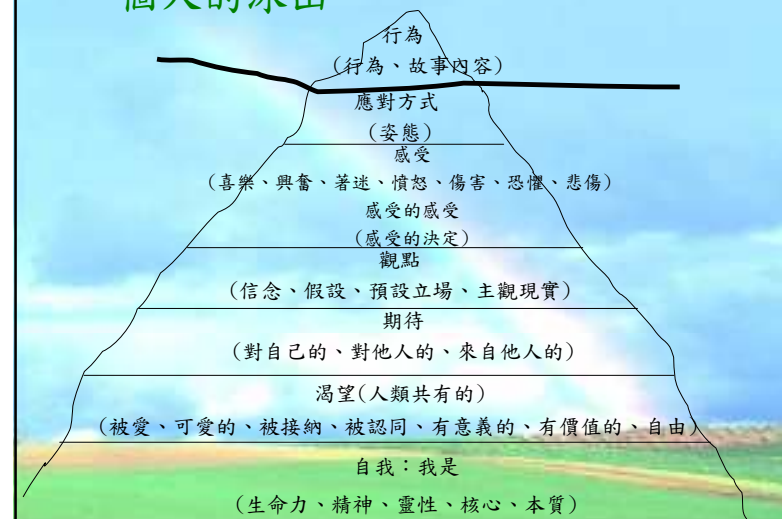 個人的冰山
行為
(行為、故事內容)
應對方式
(姿態)
感受
(喜樂、興奮、著迷、憤怒、傷害、恐懼、悲傷)
感受的感受
(感受的決定)
觀點
(信念、假設、預設立場、主觀現實)
期待
(對自己的、對他人的、來自他人的)
渴望(人類共有的)
(被愛、可愛的、被接納、被認同、有意義的、有價值的、自由)
自我：我是
(生命力、精神、靈性、核心、本質)